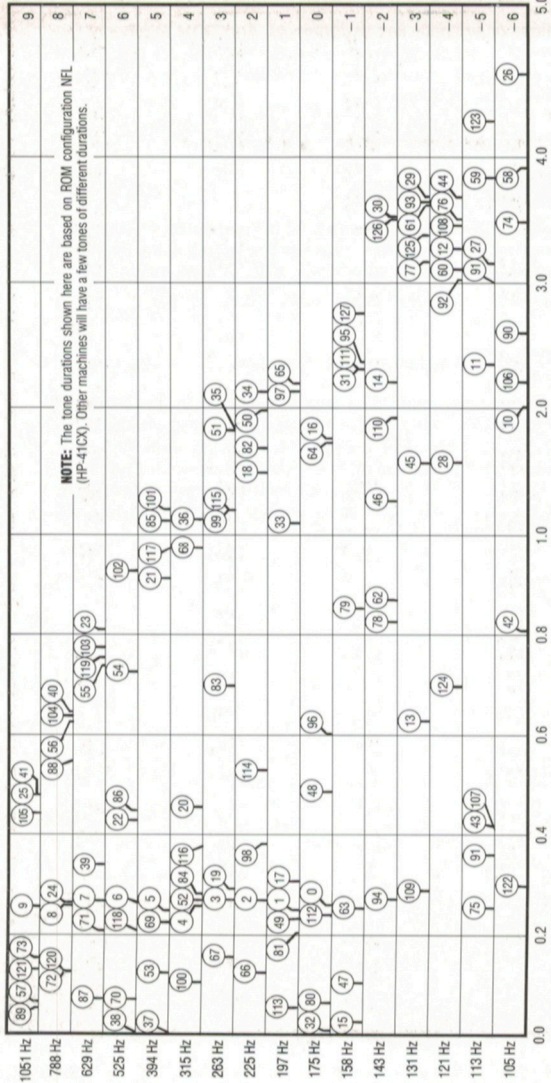 1051 Hz 89 57 121 73 9 105 25 41 9
788 Hz 72 120 8 24 88 56 104 40 8
NOTE: The tone durations shown here are based on ROM configuration NFL
(HP-41CX). Other machines will have a few tones of different durations.
629 Hz 87 71 7 39 55 119 103 23 7
525 Hz 38 70 118 6 22 86 54 102 6
394 Hz 37 53 69 5 21 117 85 101 5
315 Hz 100 4 52 84 116 20 68 36 4
263 Hz 67 3 19 83 99 115 51 35 3
225 Hz 66 2 98 114 18 82 50 34 2
197 Hz 113 81 49 1 17 33 97 65 1
175 Hz 32 80 112 0 48 96 64 16 0
158 Hz 15 47 63 79 31 111 95 127 – 1
143 Hz 94 78 62 46 110 14 126 30 – 2
131 Hz 109 13 45 77 125 61 93 29 – 3
121 Hz 124 28 92 60 12 108 76 44 – 4
113 Hz 75 91 43 107 11 91 27 59 123 – 5
105 Hz 122 42 10 106 90 74 58 26 – 6
0.0 0.2 0.4 0.6 0.8 1.0 2.0 3.0 4.0 5.0